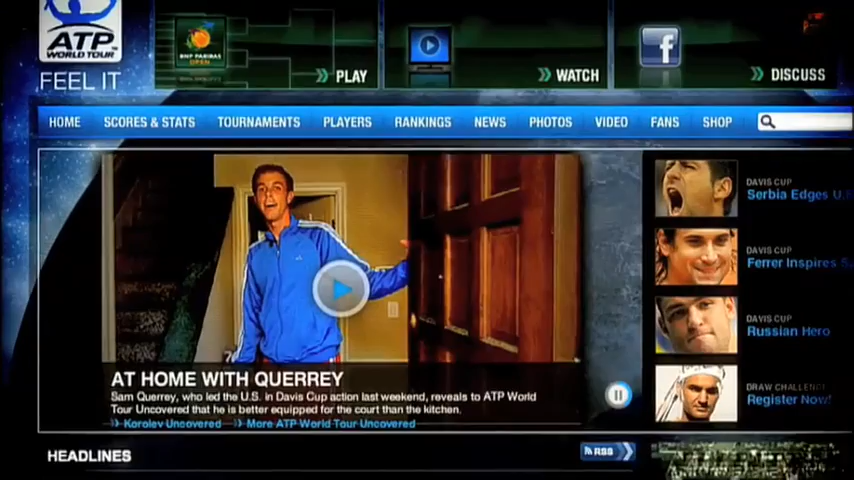 ATP
WORLD TOUR
FEEL IT
BNP PARIBAS
OPEN
PLAY
WATCH
f
DISCUSS
HOME
SCORES & STATS
TOURNAMENTS
PLAYERS
RANKINGS
NEWS
PHOTOS
VIDEO
FANS
SHOP
AT HOME WITH QUERREY
Sam Querrey, who led the U.S. in Davis Cup action last weekend, reveals to ATP World
Tour Uncovered that he is better equipped for the court than the kitchen.
Korolev Uncovered
More ATP World Tour Uncovered
DAVIS CUP
Serbia Edges
DAVIS CUP
Ferrer Inspires
DAVIS CUP
Russian Hero
DRAW CHALLENGE
Register Now!
HEADLINES
RSS